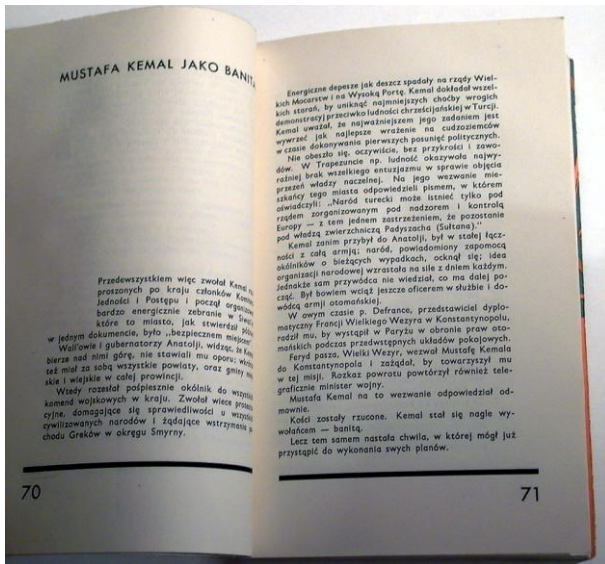 MUSTAFA KEMAL JAKO BANITA
Przedewszystkiem więc zwołał Kemal
proszonych po kraju członków
Jedności i Postępu i począł
bardzo energicznie zebranie w
które to miasto, jak stwierdził
w jednym dokumencie, było „bezpiecznem
Wali'owie i gubernatorzy Anatolji, widząc, że
bierze nad nimi górę, nie stawiali mu oporu;
też miał za sobą wszystkie powiaty, oraz gminy
skie i wiejskie w całej prowincji.
Wtedy rozesłał pośpiesznie okólnik do
komend wojskowych w kraju. Zwołał wiece
cyjne, domagające się sprawiedliwości u
cywilizowanych narodów i żądające wstrzymania
chodu Greków w okręgu Smyrny.
70
Energiczne depesze jak deszcz spadały na rządy Wiel-
kich Mocarstw i na Wysoką Portę. Kemal dokładał wszel-
kich starań, by uniknąć najmniejszych choćby wrogich
demonstracyj przeciwko ludności chrześcijańskiej w Turcji.
Kemal uważał, że najważniejszem jego zadaniem jest
wywrzeć jak najlepsze wrażenie na cudzoziemcach
w czasie dokonywania pierwszych posunięć politycznych.
Nie obeszło się, oczywiście, bez przykrości i zawo-
dów. W Trapezuncie np. ludność okazywała najwy-
raźniej brak wszelkiego entuzjazmu w sprawie objęcia
przezeń władzy naczelnej. Na jego wezwanie mie-
szkańcy tego miasta odpowiedzieli pismem, w którem
oświadczyli: „Naród turecki może istnieć tylko pod
rządem zorganizowanym pod nadzorem i kontrolą
Europy — z tem jednem zastrzeżeniem, że pozostanie
pod władzą zwierzchniczą Padyszacha (Sułtana)."
Kemal zanim przybył do Anatolji, był w stałej łącz-
ności z całą armją; naród, powiadomiony zapomocą
okólników o bieżących wypadkach, ocknął się; idea
organizacji narodowej wzrastała na sile z dniem każdym.
Jednakże sam przywódca nie wiedział, co ma dalej po-
cząć. Był bowiem wciąż jeszcze oficerem w służbie i do-
wódcą armji otomańskiej.
W owym czasie p. Defrance, przedstawiciel dyplo-
matyczny Francji Wielkiego Wezyra w Konstantynopolu,
radził mu, by wystąpił w Paryżu w obronie praw oto-
mańskich podczas przedwstępnych układów pokojowych.
Feryd pasza, Wielki Wezyr, wezwał Mustafę Kemala
do Konstantynopola i zażądał, by towarzyszył mu
w tej misji. Rozkaz powrotu powtórzył również tele-
graficznie minister wojny.
Mustafa Kemal na to wezwanie odpowiedział od-
mownie.
Kości zostały rzucone. Kemal stał się nagle wy-
wołańcem — banitą.
Lecz tem samem nastała chwila, w której mógł już
przystąpić do wykonania swych planów.
71